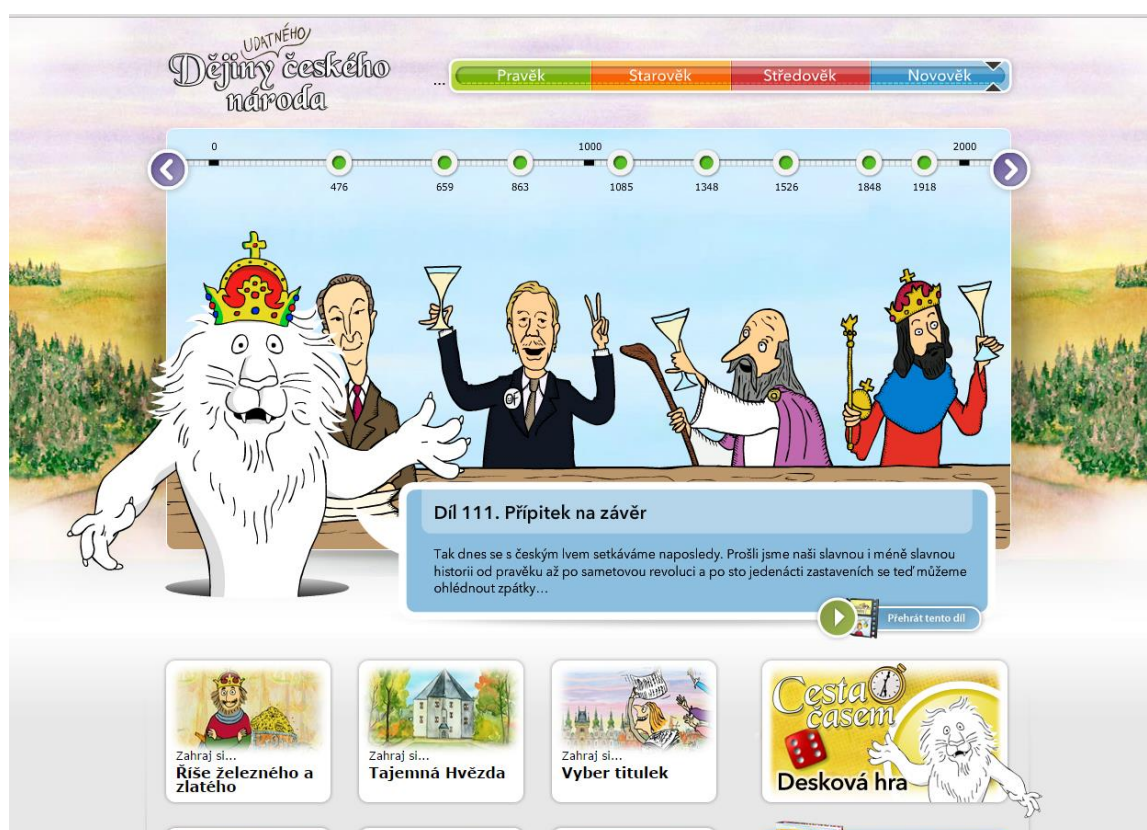 UDATNÉHO
Dějiny českého
národa
... Pravěk Starověk Středověk Novověk
0 1000 2000
476 659 863 1085 1348 1526 1848 1918
OF
Díl 111. Přípitek na závěr
Tak dnes se s českým lvem setkáváme naposledy. Prošli jsme naši slavnou i méně slavnou
historii od pravěku až po sametovou revoluci a po sto jedenácti zastaveních se teď můžeme
ohlédnout zpátky...
Přehrát tento díl
Zahraj si...
Říše železného a
zlatého
Zahraj si...
Tajemná Hvězda
Zahraj si...
Vyber titulek
Cesta
časem
Desková hra